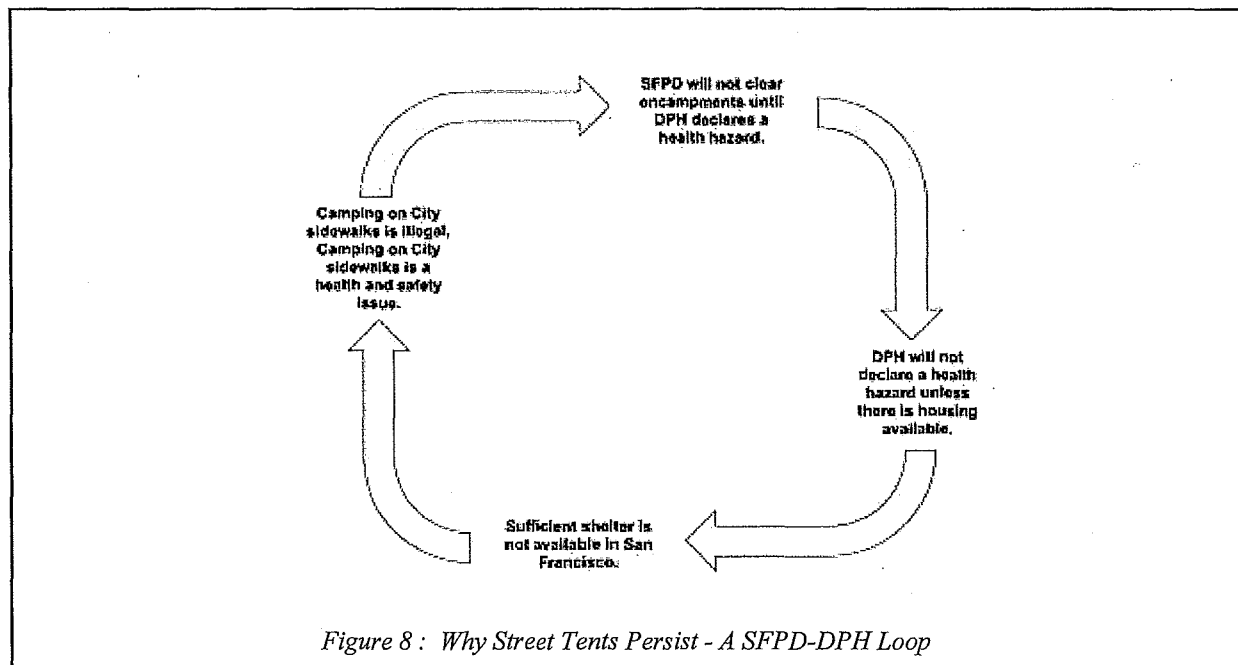 SFPD will not clear
encampments until
DPH declares a
health hazard.
DPH will not
declare a health
hazard unless
there is housing
available.
Sufficient shelter is
not available in San
Francisco.
Camping on City
sidewalks is illegal,
Camping on City
sidewalks is a
health and safety
issue.
Figure 8 : Why Street Tents Persist - A SFPD-DPH Loop